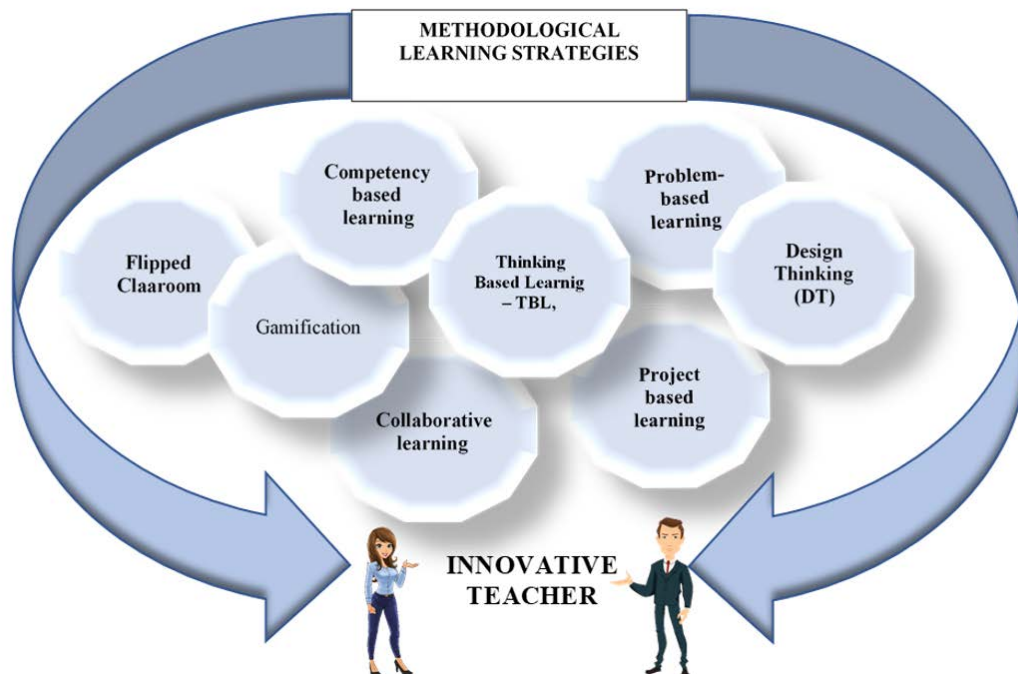 METHODOLOGICAL
LEARNING STRATEGIES
Competency
based
learning
Problem-
based
learning
Flipped
Claaroom
Gamification
Thinking
Based Learnig
– TBL,
Design
Thinking
(DT)
Collaborative
learning
Project
based
learning
INNOVATIVE
TEACHER